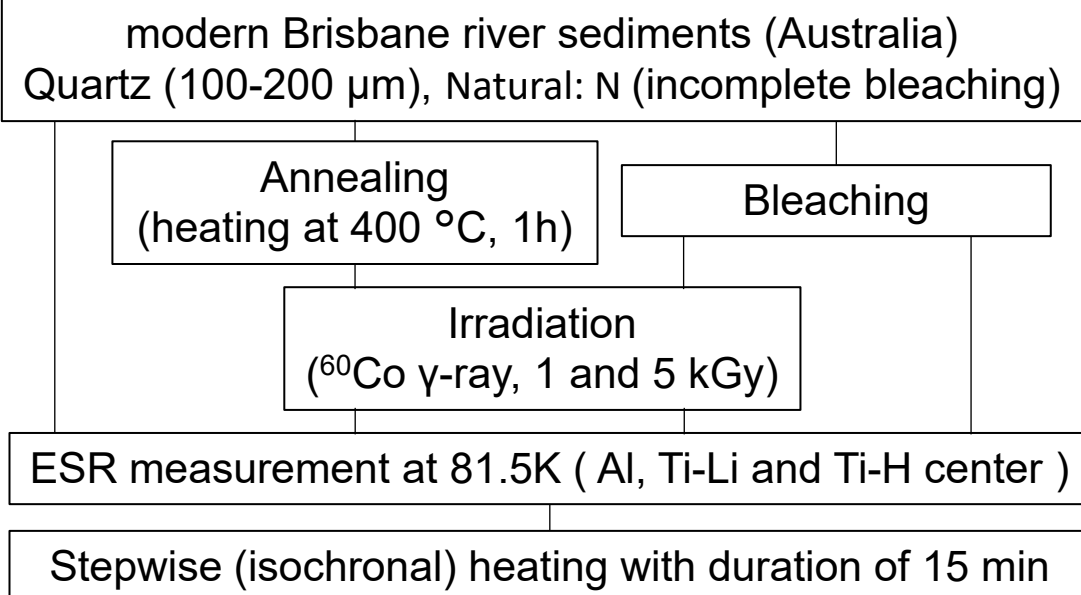 modern Brisbane river sediments (Australia)
Quartz (100-200 μm), Natural: N (incomplete bleaching)
Annealing
(heating at 400 °C, 1h)
Bleaching
Irradiation
(⁶⁰Co γ-ray, 1 and 5 kGy)
ESR measurement at 81.5K ( Al, Ti-Li and Ti-H center )
Stepwise (isochronal) heating with duration of 15 min